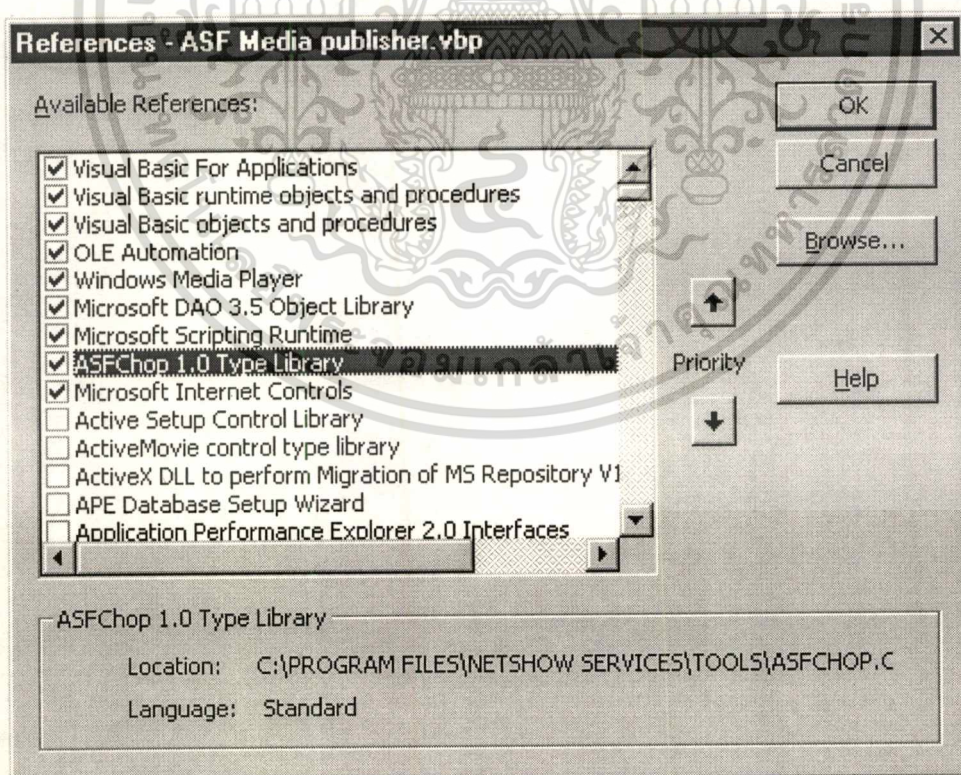 References - ASF Media publisher.vbp
Available References:
Visual Basic For Applications
Visual Basic runtime objects and procedures
Visual Basic objects and procedures
OLE Automation
Windows Media Player
Microsoft DAO 3.5 Object Library
Microsoft Scripting Runtime
ASFChop 1.0 Type Library
Microsoft Internet Controls
Active Setup Control Library
ActiveMovie control type library
ActiveX DLL to perform Migration of MS Repository V1
APE Database Setup Wizard
Application Performance Explorer 2.0 Interfaces
OK
Cancel
Browse...
Priority
Help
ASFChop 1.0 Type Library
Location: C:\PROGRAM FILES\NETSHOW SERVICES\TOOLS\ASFCHOP.C
Language: Standard